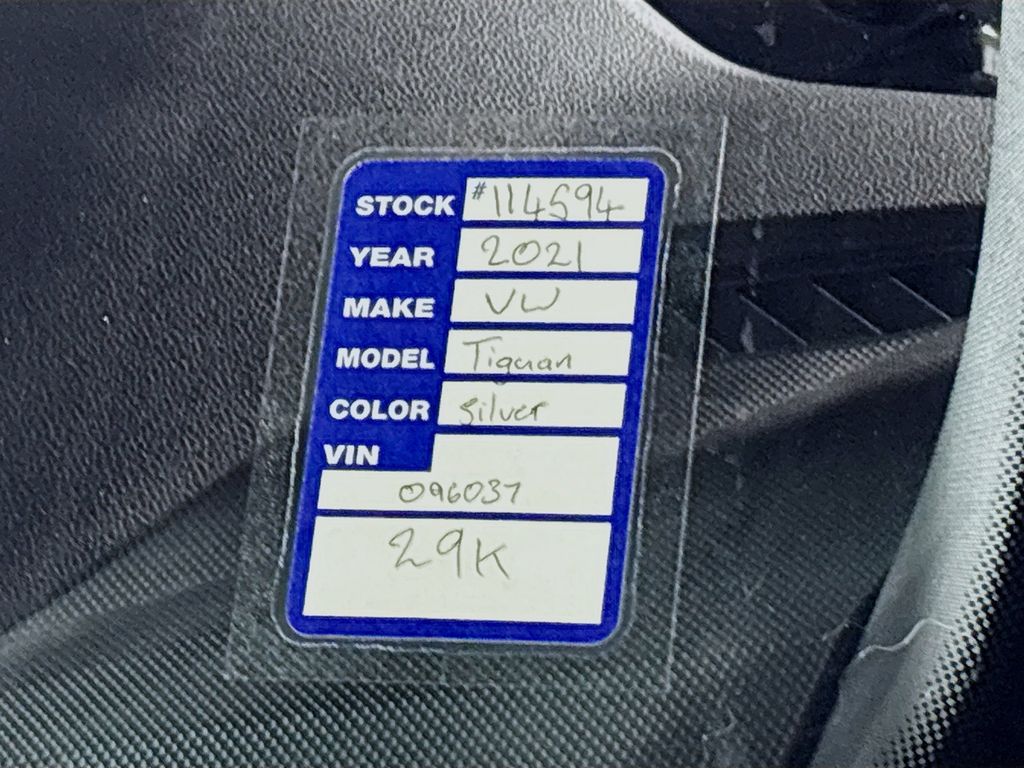 STOCK #114594
YEAR 2021
MAKE VW
MODEL Tiguan
COLOR Silver
VIN
096037
29K